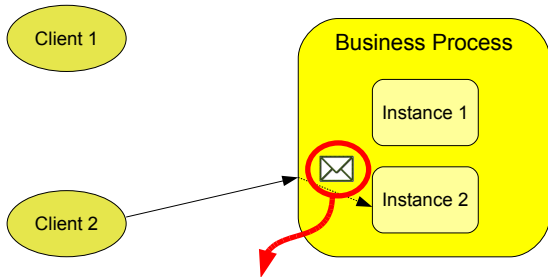 Client 1
Business Process
Instance 1
Instance 2
Client 2